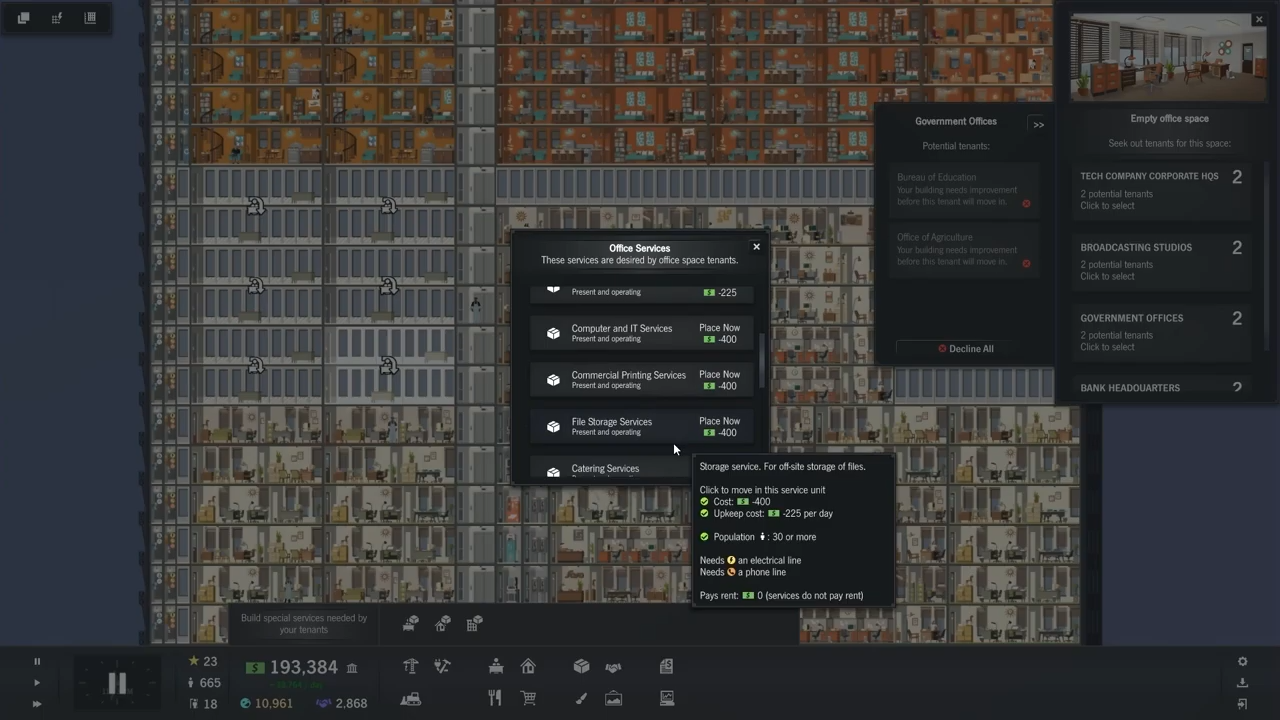 Office Services
These services are desired by office space tenants.
Present and operating
-225
Computer and IT Services
Place Now
Present and operating
-400
Commercial Printing Services
Place Now
Present and operating
-400
File Storage Services
Place Now
Present and operating
-400
Catering Services
Storage service. For off-site storage of files.
Click to move in this service unit
Cost: -400
Upkeep cost: -225 per day
Population : 30 or more
Needs an electrical line
Needs a phone line
Pays rent: 0 (services do not pay rent)
Government Offices
>>
Potential tenants:
Bureau of Education
Your building needs improvement
before this tenant will move in.
Office of Agriculture
Your building needs improvement
before this tenant will move in.
Decline All
Empty office space
Seek out tenants for this space:
TECH COMPANY CORPORATE HQS 2
2 potential tenants
Click to select
BROADCASTING STUDIOS 2
2 potential tenants
Click to select
GOVERNMENT OFFICES 2
2 potential tenants
Click to select
BANK HEADQUARTERS 2
Build special services needed by
your tenants
23
193,384
665
18
10,961
2,868